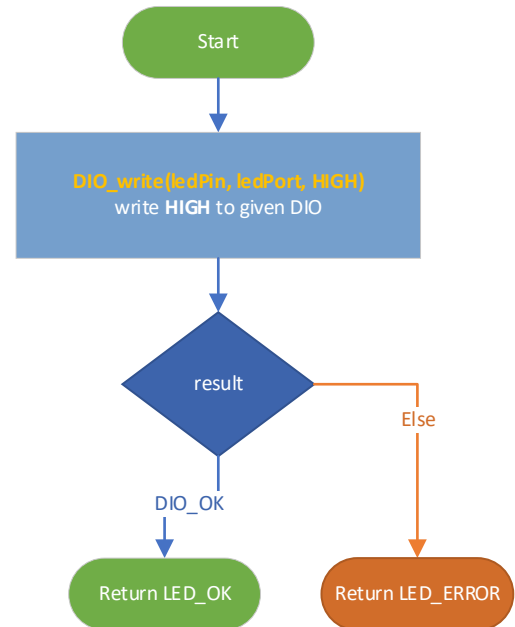 Start
DIO_write(ledPin, ledPort, HIGH)
write HIGH to given DIO
result
Else
DIO_OK
Return LED_OK
Return LED_ERROR